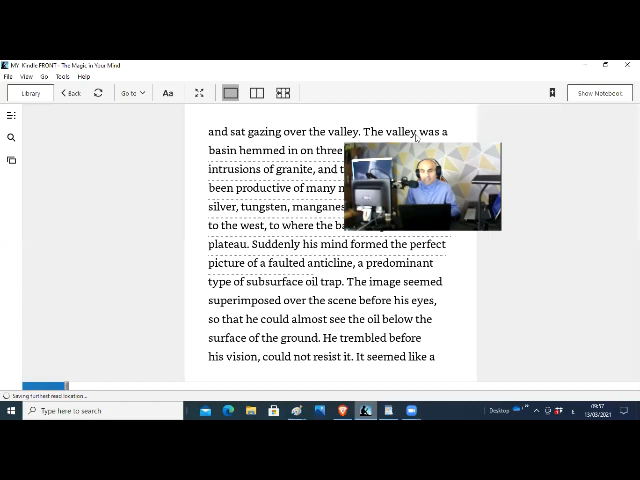 MY Kindle FRONT - The Magic in Your Mind
File View Go Tools Help
Library Back Go to Aa Show Notebook
and sat gazing over the valley. The valley was a
basin hemmed in on three
intrusions of granite, and
been productive of many
silver, tungsten, manganes
to the west, to where the
plateau. Suddenly his mind formed the perfect
picture of a faulted anticline, a predominant
type of subsurface oil trap. The image seemed
superimposed over the scene before his eyes,
so that he could almost see the oil below the
surface of the ground. He trembled before
his vision, could not resist it. It seemed like a
Saving furthest read location...
Type here to search
Desktop
09:57
13/03/2021